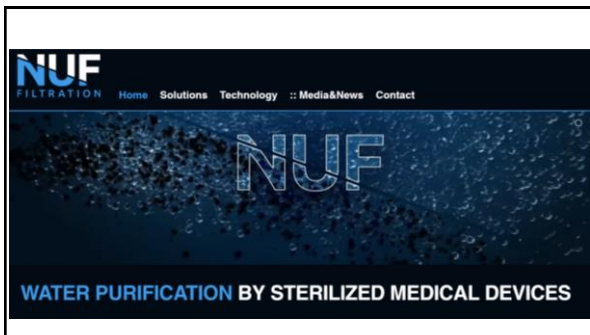 NUF
FILTRATION
Home Solutions Technology :: Media&News Contact
NUF
WATER PURIFICATION BY STERILIZED MEDICAL DEVICES